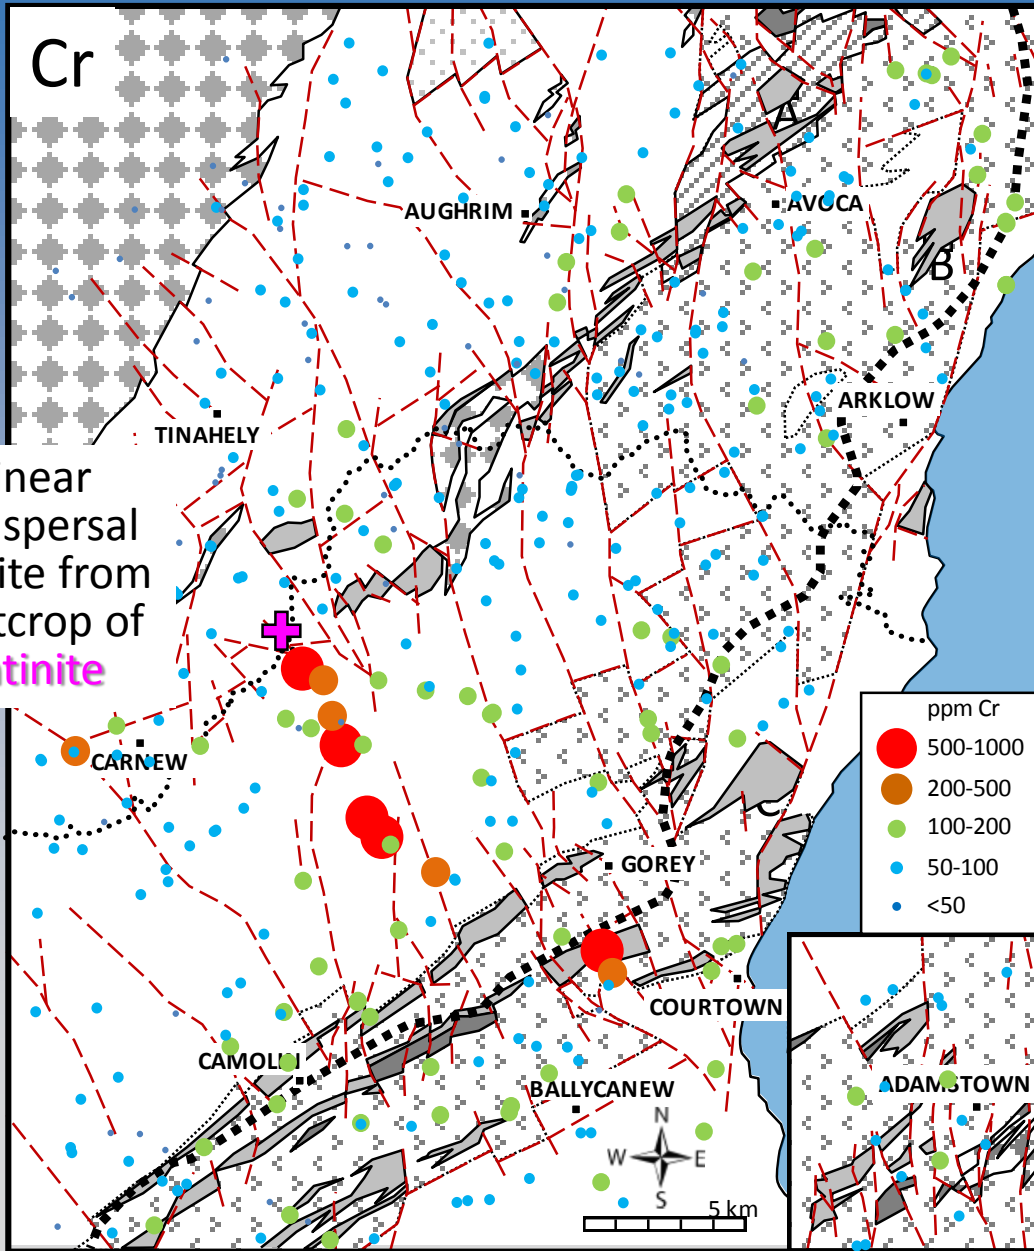 Cr
A
AUGHRIM
AVOCA
B
ARKLOW
TINAHELY
near
spersal
ite from
tcrop of
tinite
CARNEW
ppm Cr
500-1000
200-500
100-200
50-100
<50
C
GOREY
COURTOWN
CAMOLIN
BALLYCANEW
ADAMSTOWN
N
W E
S
5 km